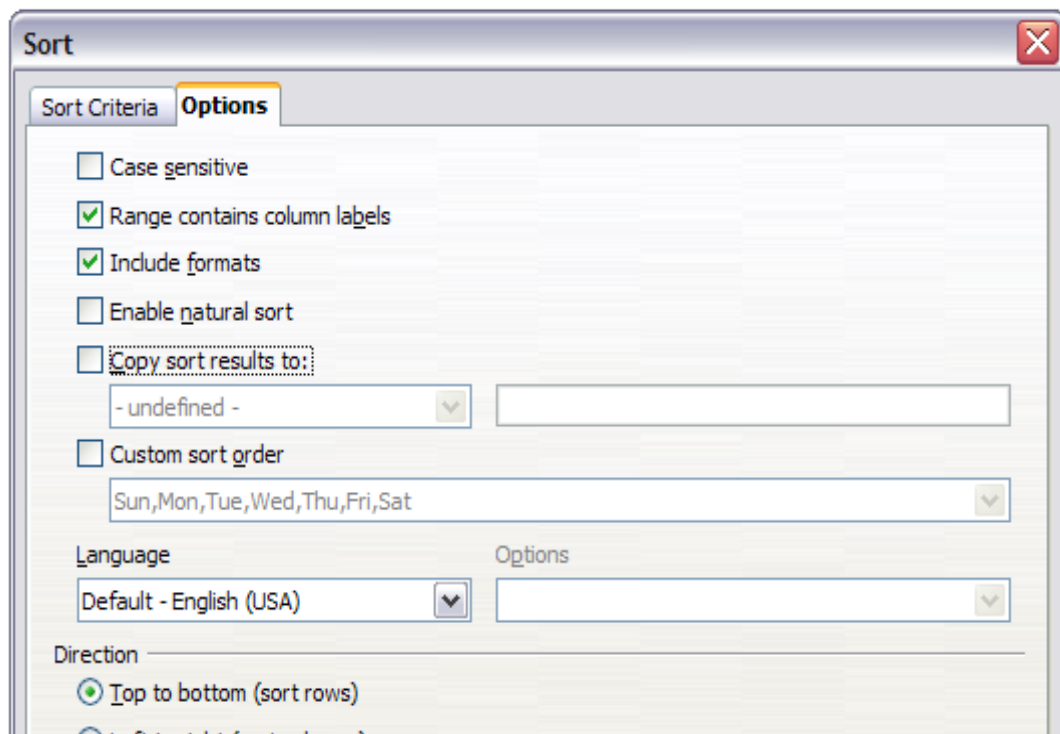 Sort
Sort Criteria Options
Case sensitive
Range contains column labels
Include formats
Enable natural sort
Copy sort results to:
- undefined -
Custom sort order
Sun,Mon,Tue,Wed,Thu,Fri,Sat
Language Options
Default - English (USA)
Direction
Top to bottom (sort rows)